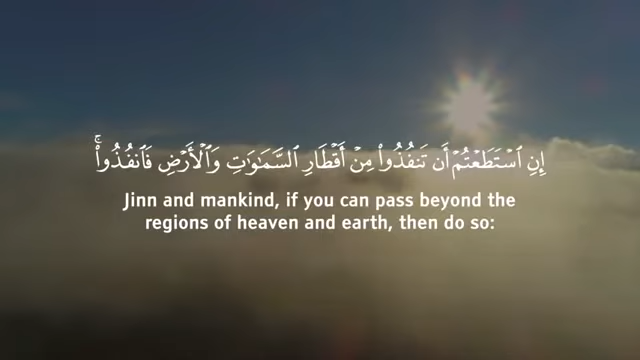 إِنِ ٱسْتَطَعْتُمْ أَن تَنفُذُوا۟ مِنْ أَقْطَارِ ٱلسَّمَـٰوَٰتِ وَٱلْأَرْضِ فَٱنفُذُوا۟ ۚ
Jinn and mankind, if you can pass beyond the
regions of heaven and earth, then do so: